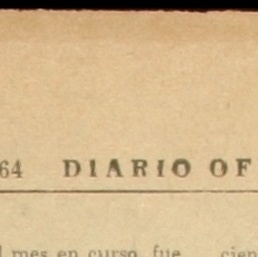 64 DIARIO OF
l mes en curso, fue cien